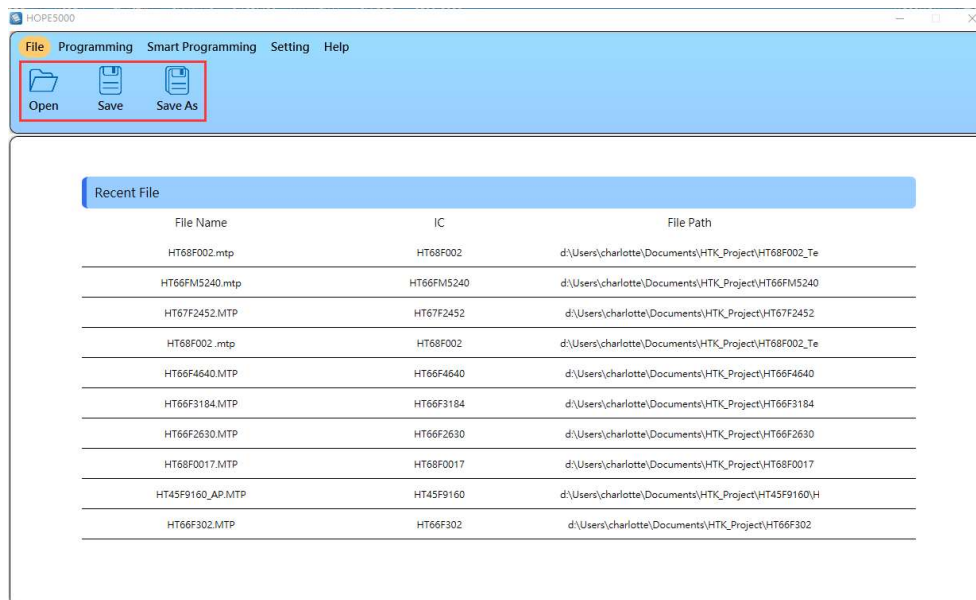 HOPE5000
File Programming Smart Programming Setting Help
Open Save Save As
Recent File
File Name IC File Path
HT68F002.mtp HT68F002 d:\Users\charlotte\Documents\HTK_Project\HT68F002_Te
HT66FM5240.mtp HT66FM5240 d:\Users\charlotte\Documents\HTK_Project\HT66FM5240
HT67F2452.MTP HT67F2452 d:\Users\charlotte\Documents\HTK_Project\HT67F2452
HT68F002 .mtp HT68F002 d:\Users\charlotte\Documents\HTK_Project\HT68F002_Te
HT66F4640.MTP HT66F4640 d:\Users\charlotte\Documents\HTK_Project\HT66F4640
HT66F3184.MTP HT66F3184 d:\Users\charlotte\Documents\HTK_Project\HT66F3184
HT66F2630.MTP HT66F2630 d:\Users\charlotte\Documents\HTK_Project\HT66F2630
HT68F0017.MTP HT68F0017 d:\Users\charlotte\Documents\HTK_Project\HT68F0017
HT45F9160_AP.MTP HT45F9160 d:\Users\charlotte\Documents\HTK_Project\HT45F9160\H
HT66F302.MTP HT66F302 d:\Users\charlotte\Documents\HTK_Project\HT66F302